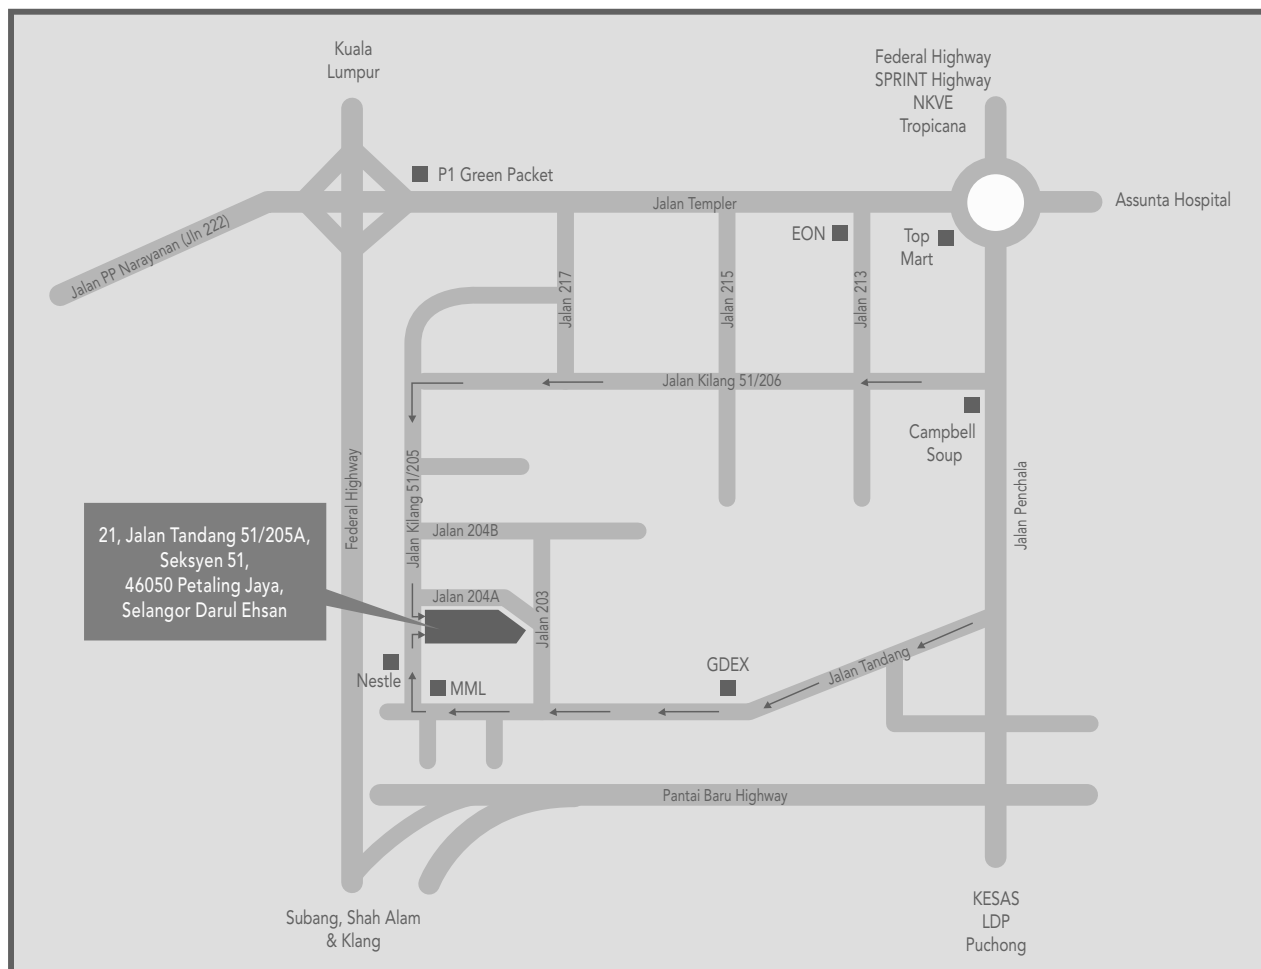 Kuala
Lumpur
Federal Highway
SPRINT Highway
NKVE
Tropicana
P1 Green Packet
Jalan Templer
Assunta Hospital
Jalan PP Narayanan (Jln 222)
EON
Top
Mart
Jalan 217
Jalan 215
Jalan 213
Jalan Kilang 51/206
Campbell
Soup
Federal Highway
Jalan Kilang 51/205
Jalan Penchala
21, Jalan Tandang 51/205A,
Seksyen 51,
46050 Petaling Jaya,
Selangor Darul Ehsan
Jalan 204B
Jalan 204A
Jalan 203
Nestle
MML
GDEX
Jalan Tandang
Pantai Baru Highway
Subang, Shah Alam
& Klang
KESAS
LDP
Puchong